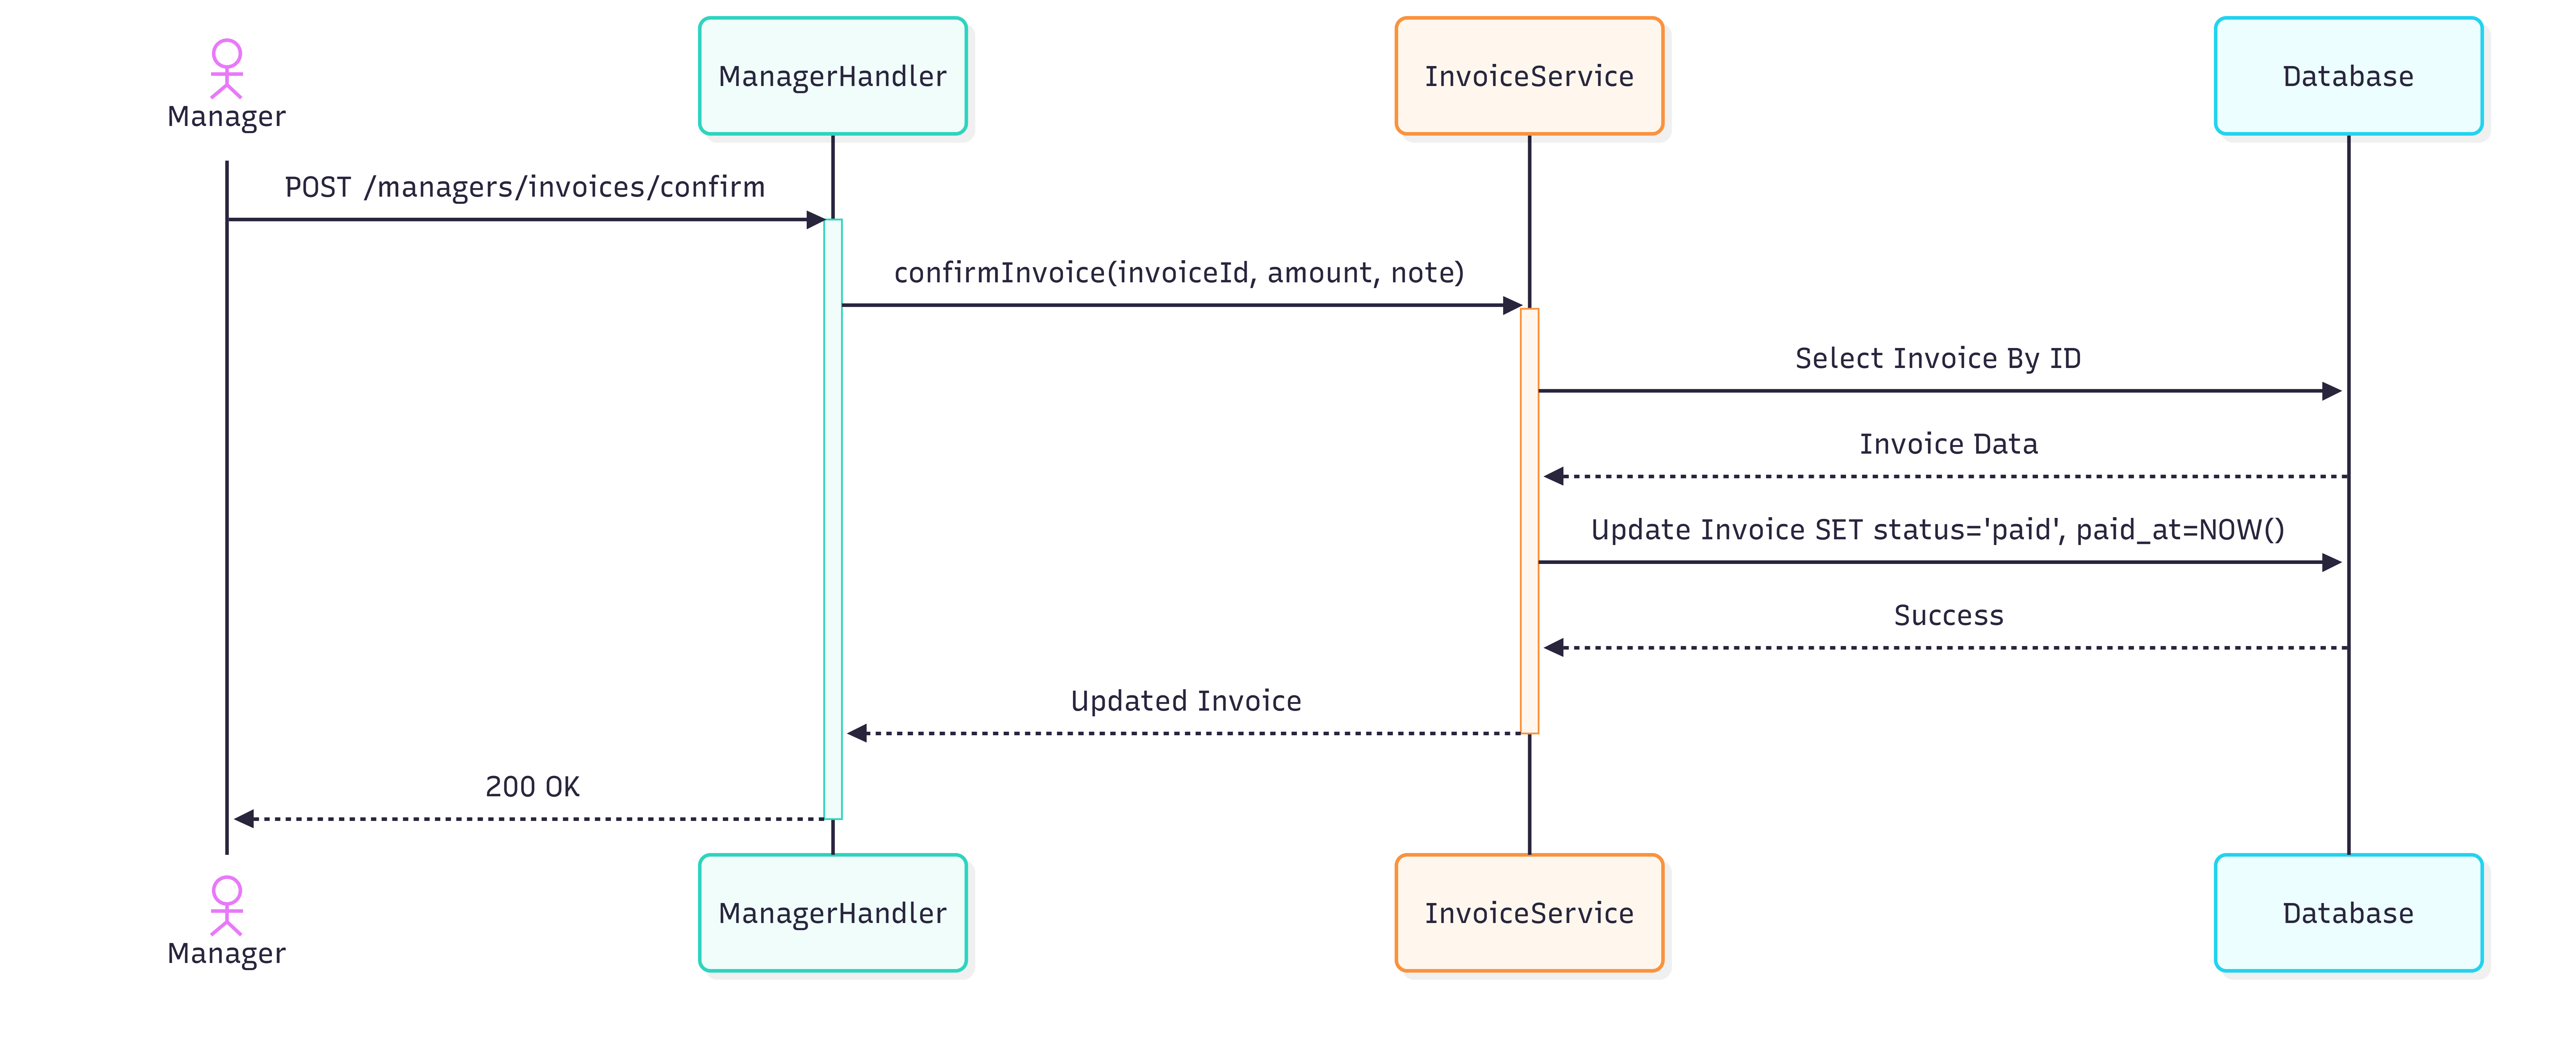 Manager
ManagerHandler
InvoiceService
Database
POST /managers/invoices/confirm
confirmInvoice(invoiceId, amount, note)
Select Invoice By ID
Invoice Data
Update Invoice SET status='paid', paid_at=NOW()
Success
Updated Invoice
200 OK
Manager
ManagerHandler
InvoiceService
Database